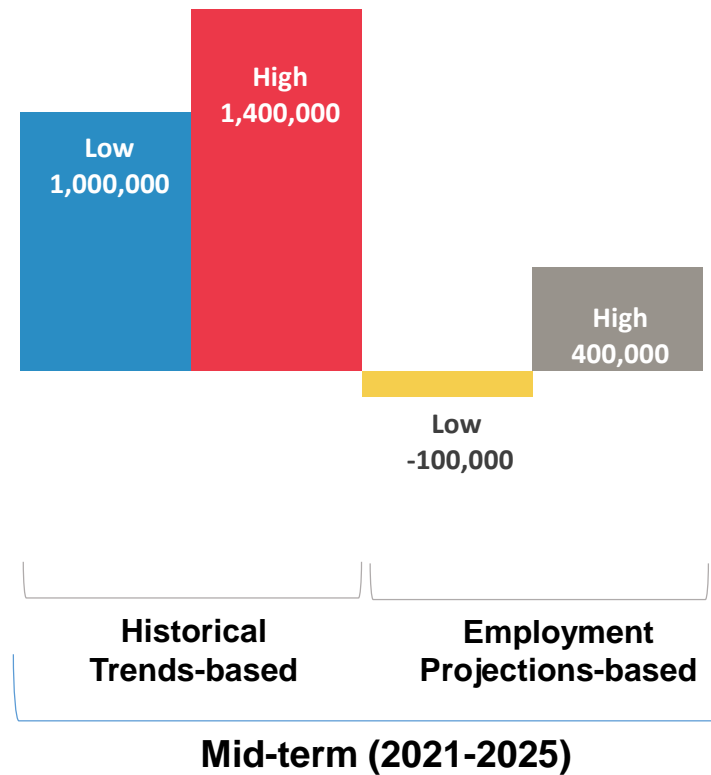 High
1,400,000
Low
1,000,000
High
400,000
Low
-100,000
Historical
Trends-based
Employment
Projections-based
Mid-term (2021-2025)